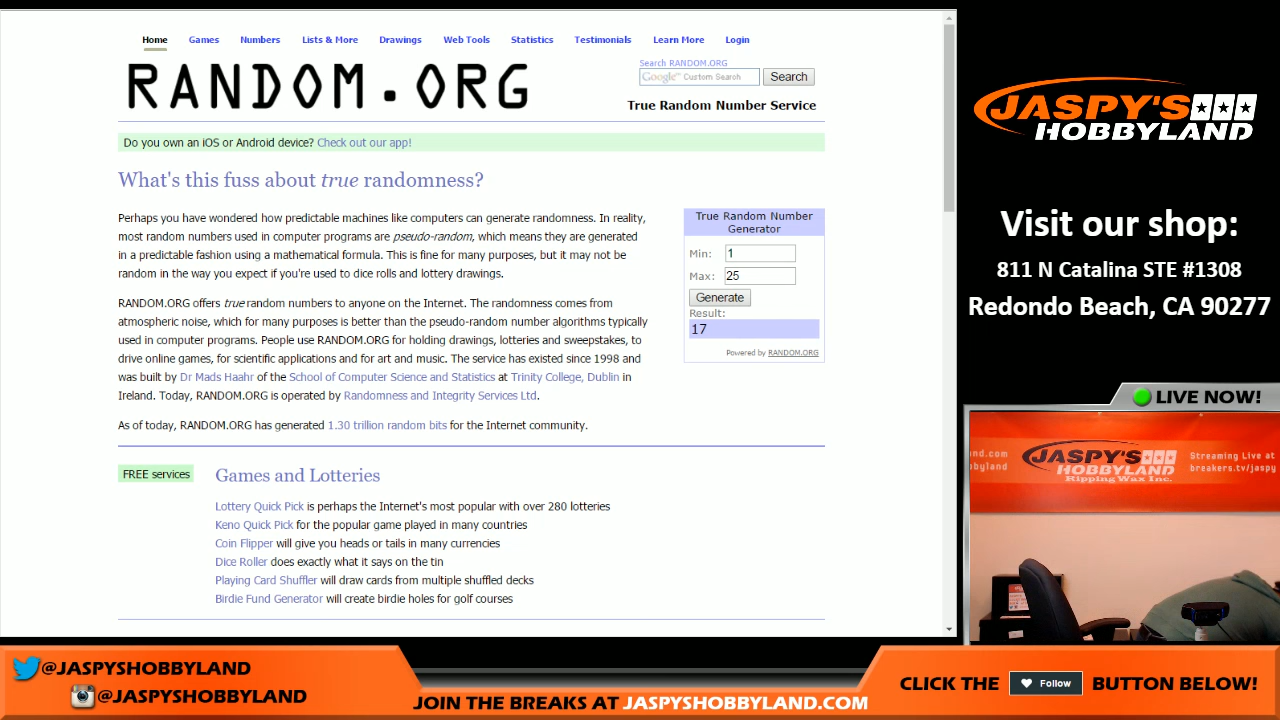 Home Games Numbers Lists & More Drawings Web Tools Statistics Testimonials Learn More Login
RANDOM.ORG
Search RANDOM.ORG
Google™ Custom Search Search
True Random Number Service
Do you own an iOS or Android device? Check out our app!
What's this fuss about true randomness?
Perhaps you have wondered how predictable machines like computers can generate randomness. In reality,
most random numbers used in computer programs are pseudo-random, which means they are generated
in a predictable fashion using a mathematical formula. This is fine for many purposes, but it may not be
random in the way you expect if you're used to dice rolls and lottery drawings.
RANDOM.ORG offers true random numbers to anyone on the Internet. The randomness comes from
atmospheric noise, which for many purposes is better than the pseudo-random number algorithms typically
used in computer programs. People use RANDOM.ORG for holding drawings, lotteries and sweepstakes, to
drive online games, for scientific applications and for art and music. The service has existed since 1998 and
was built by Dr Mads Haahr of the School of Computer Science and Statistics at Trinity College, Dublin in
Ireland. Today, RANDOM.ORG is operated by Randomness and Integrity Services Ltd.
As of today, RANDOM.ORG has generated 1.30 trillion random bits for the Internet community.
True Random Number
Generator
Min: 1
Max: 25
Generate
Result:
17
Powered by RANDOM.ORG
FREE services
Games and Lotteries
Lottery Quick Pick is perhaps the Internet's most popular with over 280 lotteries
Keno Quick Pick for the popular game played in many countries
Coin Flipper will give you heads or tails in many currencies
Dice Roller does exactly what it says on the tin
Playing Card Shuffler will draw cards from multiple shuffled decks
Birdie Fund Generator will create birdie holes for golf courses
JASPY'S
HOBBYLAND
Visit our shop:
811 N Catalina STE #1308
Redondo Beach, CA 90277
LIVE NOW!
nd.com JASPY'S Streaming Live at
byland HOBBYLAND breakers.tv/jaspy
Ripping Wax Inc.
@JASPYSHOBBYLAND
@JASPYSHOBBYLAND
JOIN THE BREAKS AT JASPYSHOBBYLAND.COM
CLICK THE Follow BUTTON BELOW!